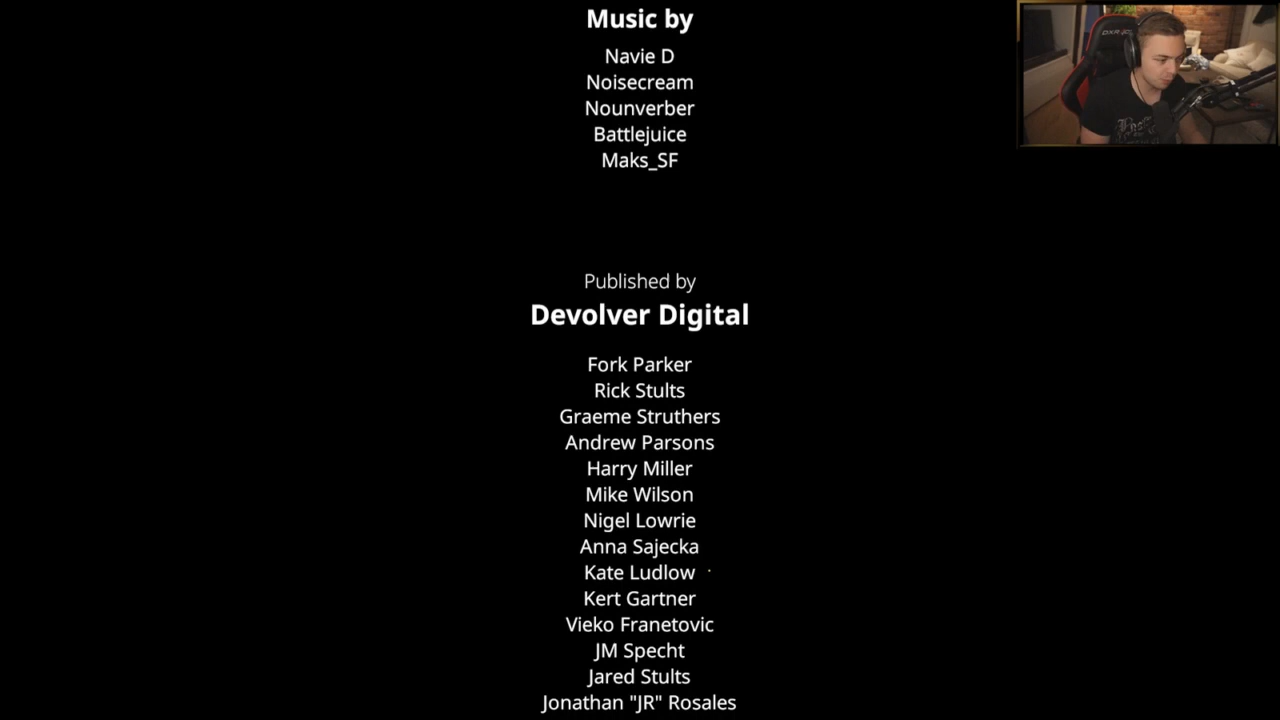 Music by
Navie D
Noisecream
Nounverber
Battlejuice
Maks_SF
Published by
Devolver Digital
Fork Parker
Rick Stults
Graeme Struthers
Andrew Parsons
Harry Miller
Mike Wilson
Nigel Lowrie
Anna Sajecka
Kate Ludlow
Kert Gartner
Vieko Franetovic
JM Specht
Jared Stults
Jonathan "JR" Rosales